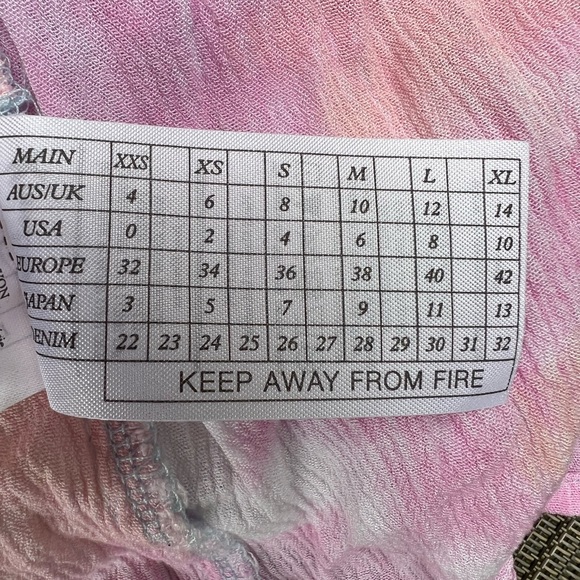 MAIN XXS XS S M L XL
AUS/UK 4 6 8 10 12 14
USA 0 2 4 6 8 10
EUROPE 32 34 36 38 40 42
JAPAN 3 5 7 9 11 13
DENIM 22 23 24 25 26 27 28 29 30 31 32
KEEP AWAY FROM FIRE